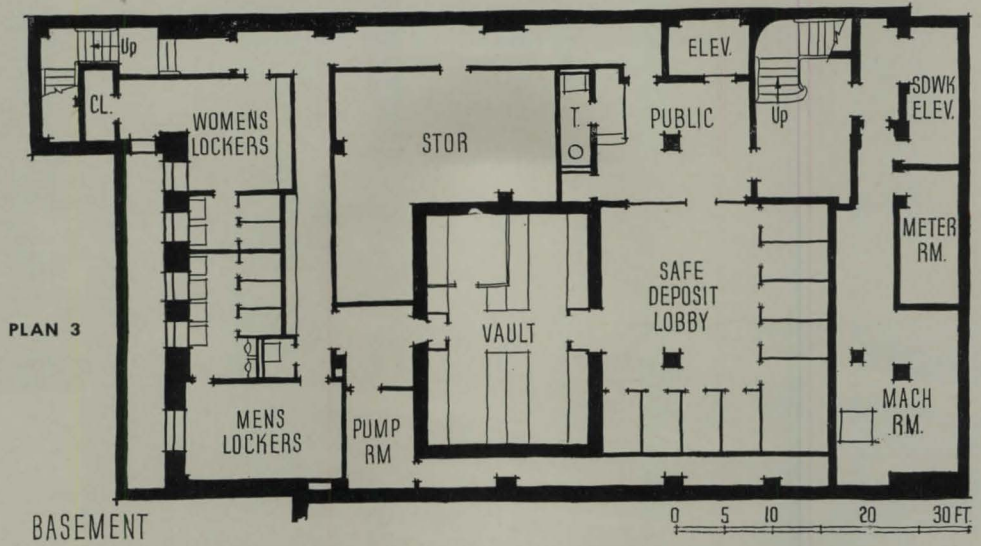 Up
CL.
WOMENS
LOCKERS
STOR
T.
ELEV.
PUBLIC
Up
SDWK
ELEV.
METER
RM.
SAFE
DEPOSIT
LOBBY
VAULT
PLAN 3
MENS
LOCKERS
PUMP
RM
MACH
RM.
BASEMENT
0 5 10 20 30 FT.